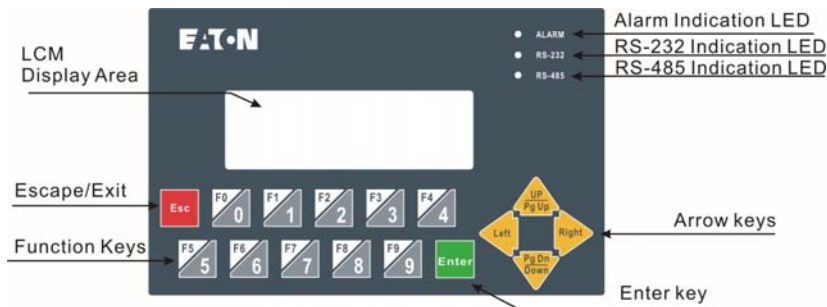 EATON
ALARM
RS-232
RS-485
Alarm Indication LED
RS-232 Indication LED
RS-485 Indication LED
LCM
Display Area
Escape/Exit
Esc
F0 0
F1 1
F2 2
F3 3
F4 4
UP
Pg Up
Left
Right
Pg Dn
Down
Arrow keys
Function Keys
F5 5
F6 6
F7 7
F8 8
F9 9
Enter
Enter key